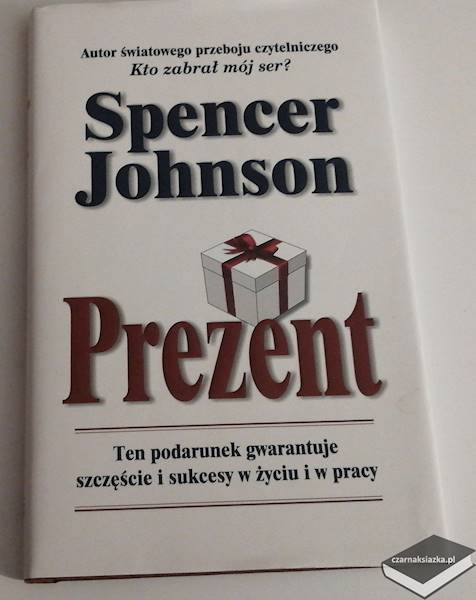 Autor światowego przeboju czytelniczego
Kto zabrał mój ser?
Spencer
Johnson
Prezent
Ten podarunek gwarantuje
szczęście i sukcesy w życiu i w pracy
czarnaksiazka.pl